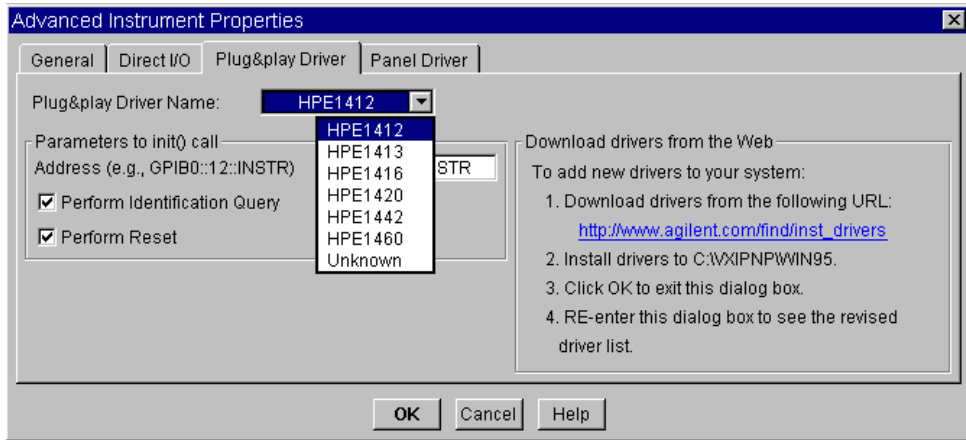 Advanced Instrument Properties
General Direct I/O Plug&play Driver Panel Driver
Plug&play Driver Name: HPE1412
HPE1412
HPE1413
HPE1416
HPE1420
HPE1442
HPE1460
Unknown
Parameters to init() call
Address (e.g., GPIB0::12::INSTR) STR
Perform Identification Query
Perform Reset
Download drivers from the Web
To add new drivers to your system:
1. Download drivers from the following URL:
http://www.agilent.com/find/inst_drivers
2. Install drivers to C:\VXIPNP\WIN95.
3. Click OK to exit this dialog box.
4. RE-enter this dialog box to see the revised
driver list.
OK Cancel Help